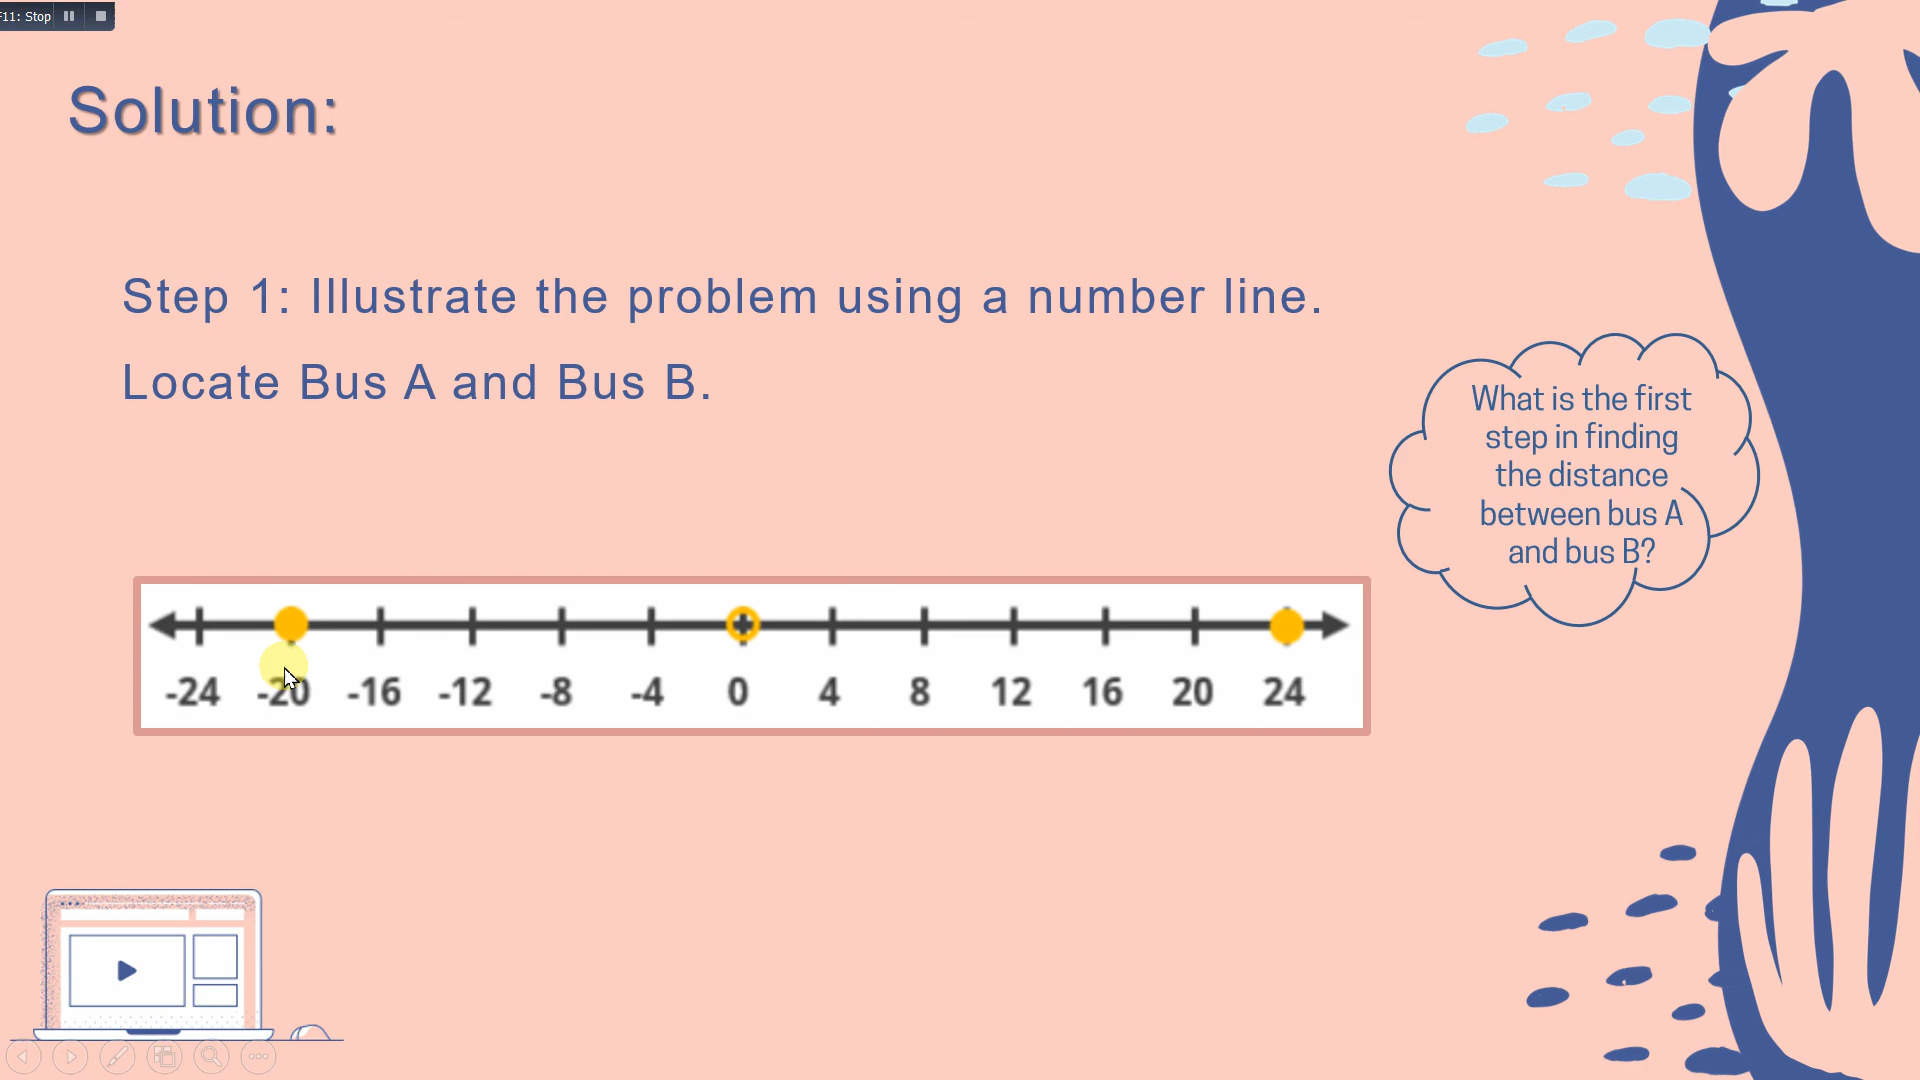 F11: Stop
Solution:
Step 1: Illustrate the problem using a number line.
Locate Bus A and Bus B.
What is the first
step in finding
the distance
between bus A
and bus B?
-24 -20 -16 -12 -8 -4 0 4 8 12 16 20 24